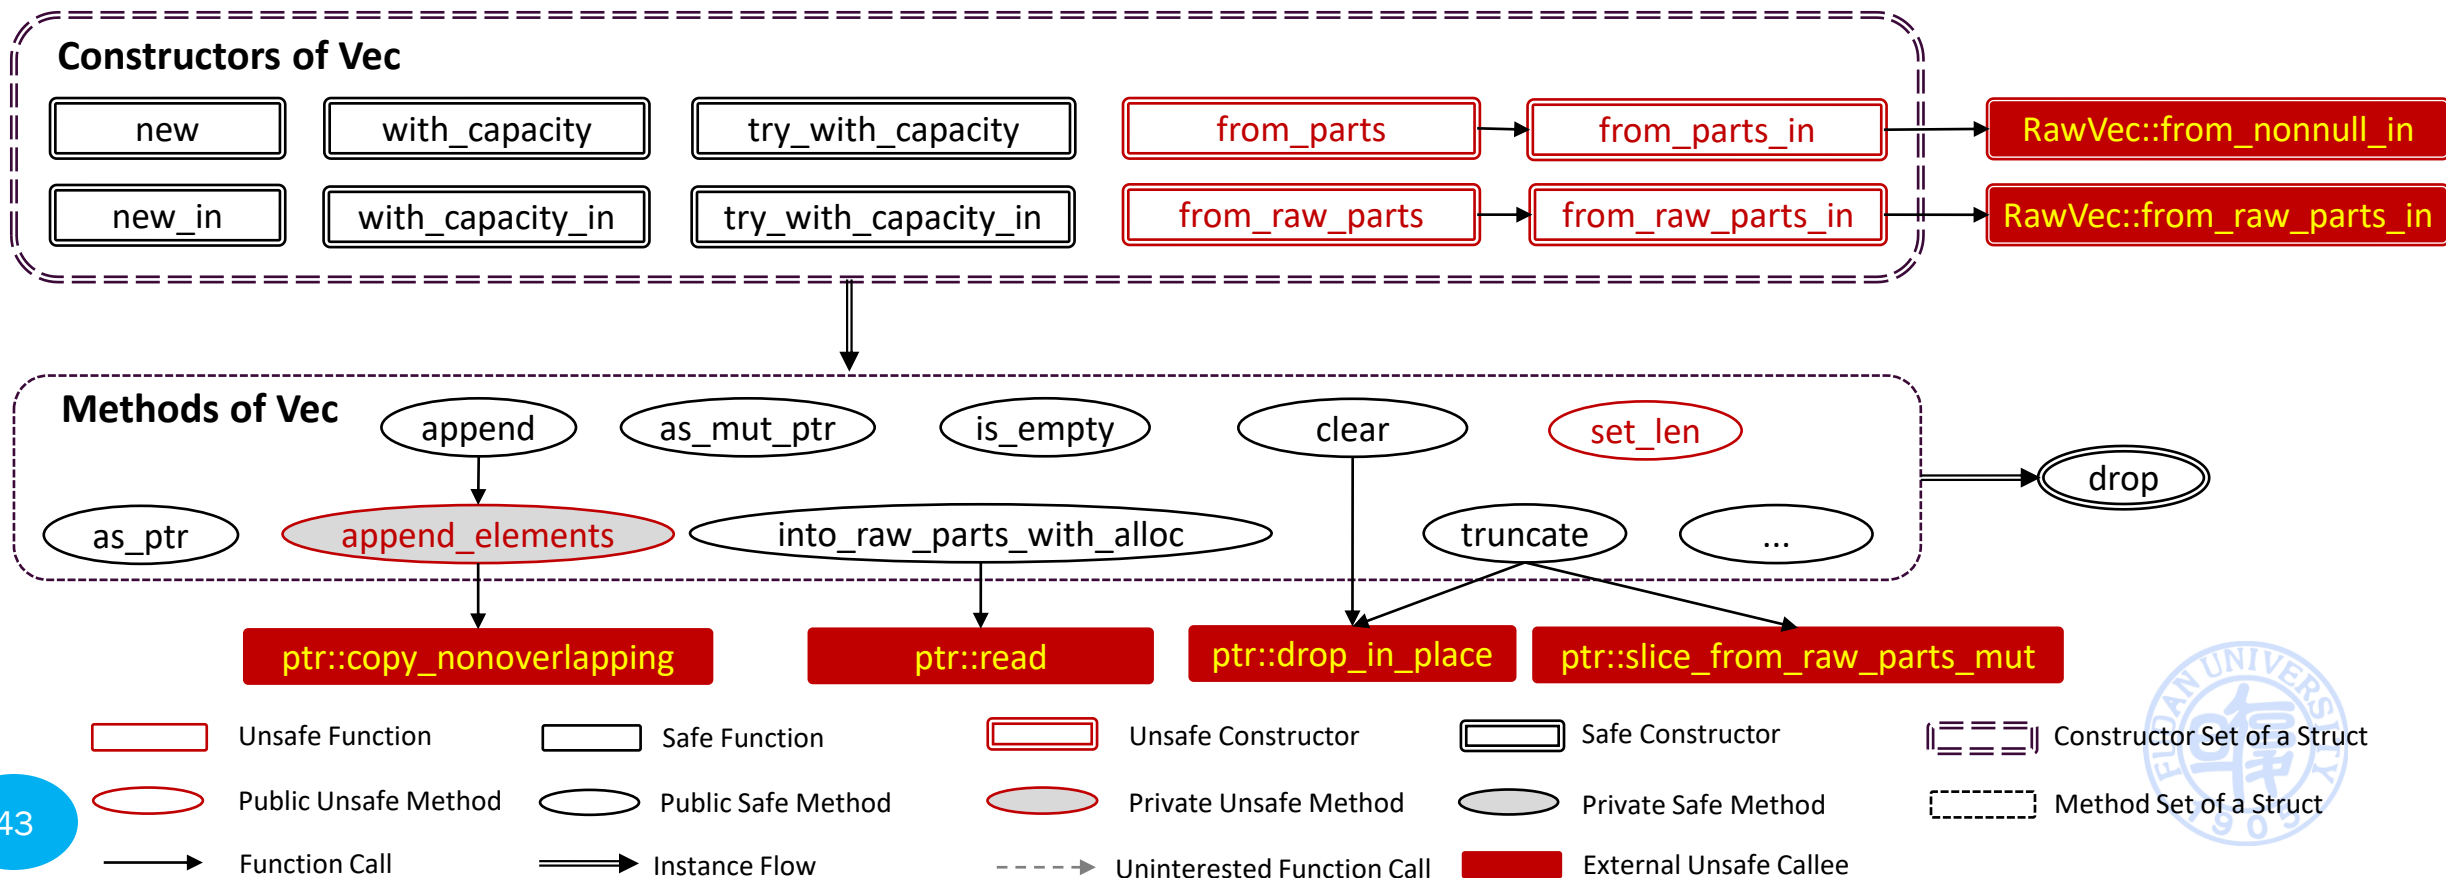 Constructors of Vec
new
with_capacity
try_with_capacity
from_parts
from_parts_in
RawVec::from_nonnull_in
new_in
with_capacity_in
try_with_capacity_in
from_raw_parts
from_raw_parts_in
RawVec::from_raw_parts_in
Methods of Vec
append
as_mut_ptr
is_empty
clear
set_len
drop
as_ptr
append_elements
into_raw_parts_with_alloc
truncate
...
ptr::copy_nonoverlapping
ptr::read
ptr::drop_in_place
ptr::slice_from_raw_parts_mut
Unsafe Function
Safe Function
Unsafe Constructor
Safe Constructor
Constructor Set of a Struct
Public Unsafe Method
Public Safe Method
Private Unsafe Method
Private Safe Method
Method Set of a Struct
Function Call
Instance Flow
Uninterested Function Call
External Unsafe Callee
43
FUDAN UNIVERSITY
1905